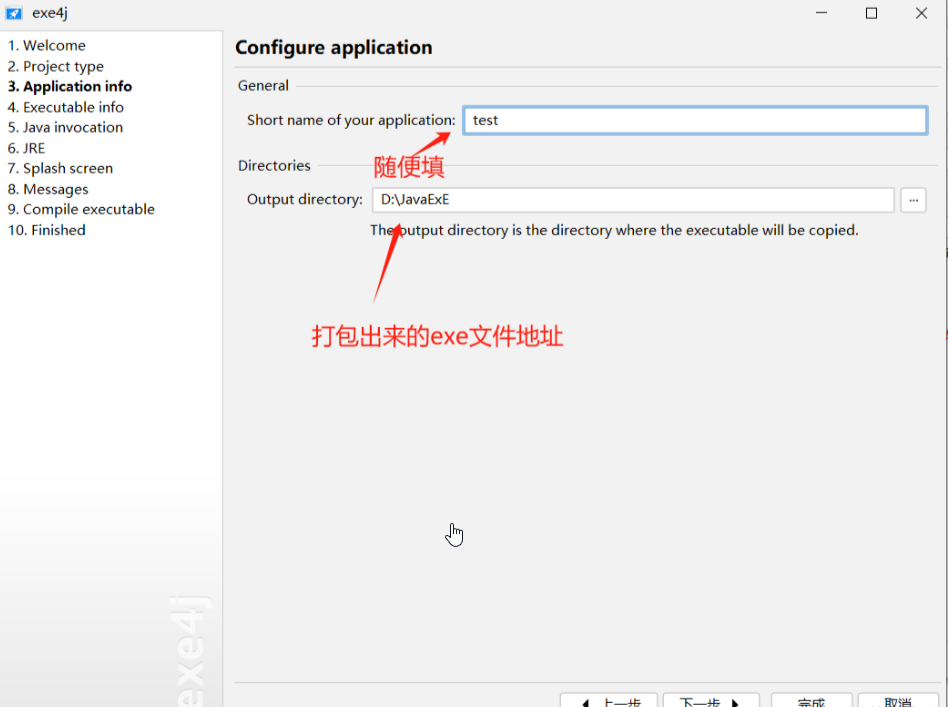 exe4j
1. Welcome
2. Project type
3. Application info
4. Executable info
5. Java invocation
6. JRE
7. Splash screen
8. Messages
9. Compile executable
10. Finished
exe4j
Configure application
General
Short name of your application: test
随便填
Directories
Output directory: D:\JavaExE ...
The output directory is the directory where the executable will be copied.
打包出来的exe文件地址
上一步 下一步 完成 取消